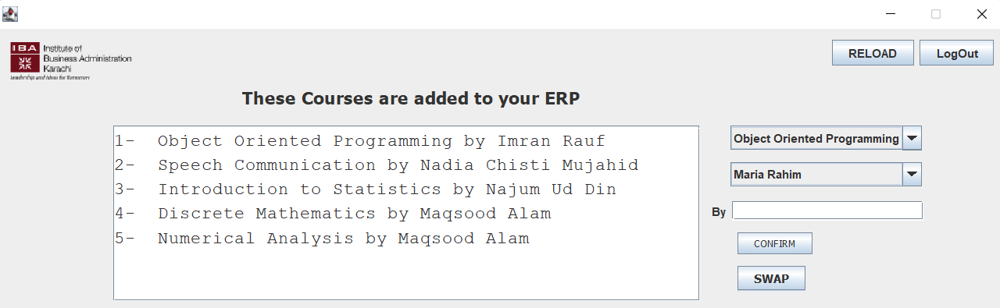 IBA Institute of
Business Administration
Karachi
Leadership and Ideas for Tomorrow
RELOAD
LogOut
These Courses are added to your ERP
1- Object Oriented Programming by Imran Rauf
2- Speech Communication by Nadia Chisti Mujahid
3- Introduction to Statistics by Najum Ud Din
4- Discrete Mathematics by Maqsood Alam
5- Numerical Analysis by Maqsood Alam
Object Oriented Programming
Maria Rahim
By
CONFIRM
SWAP